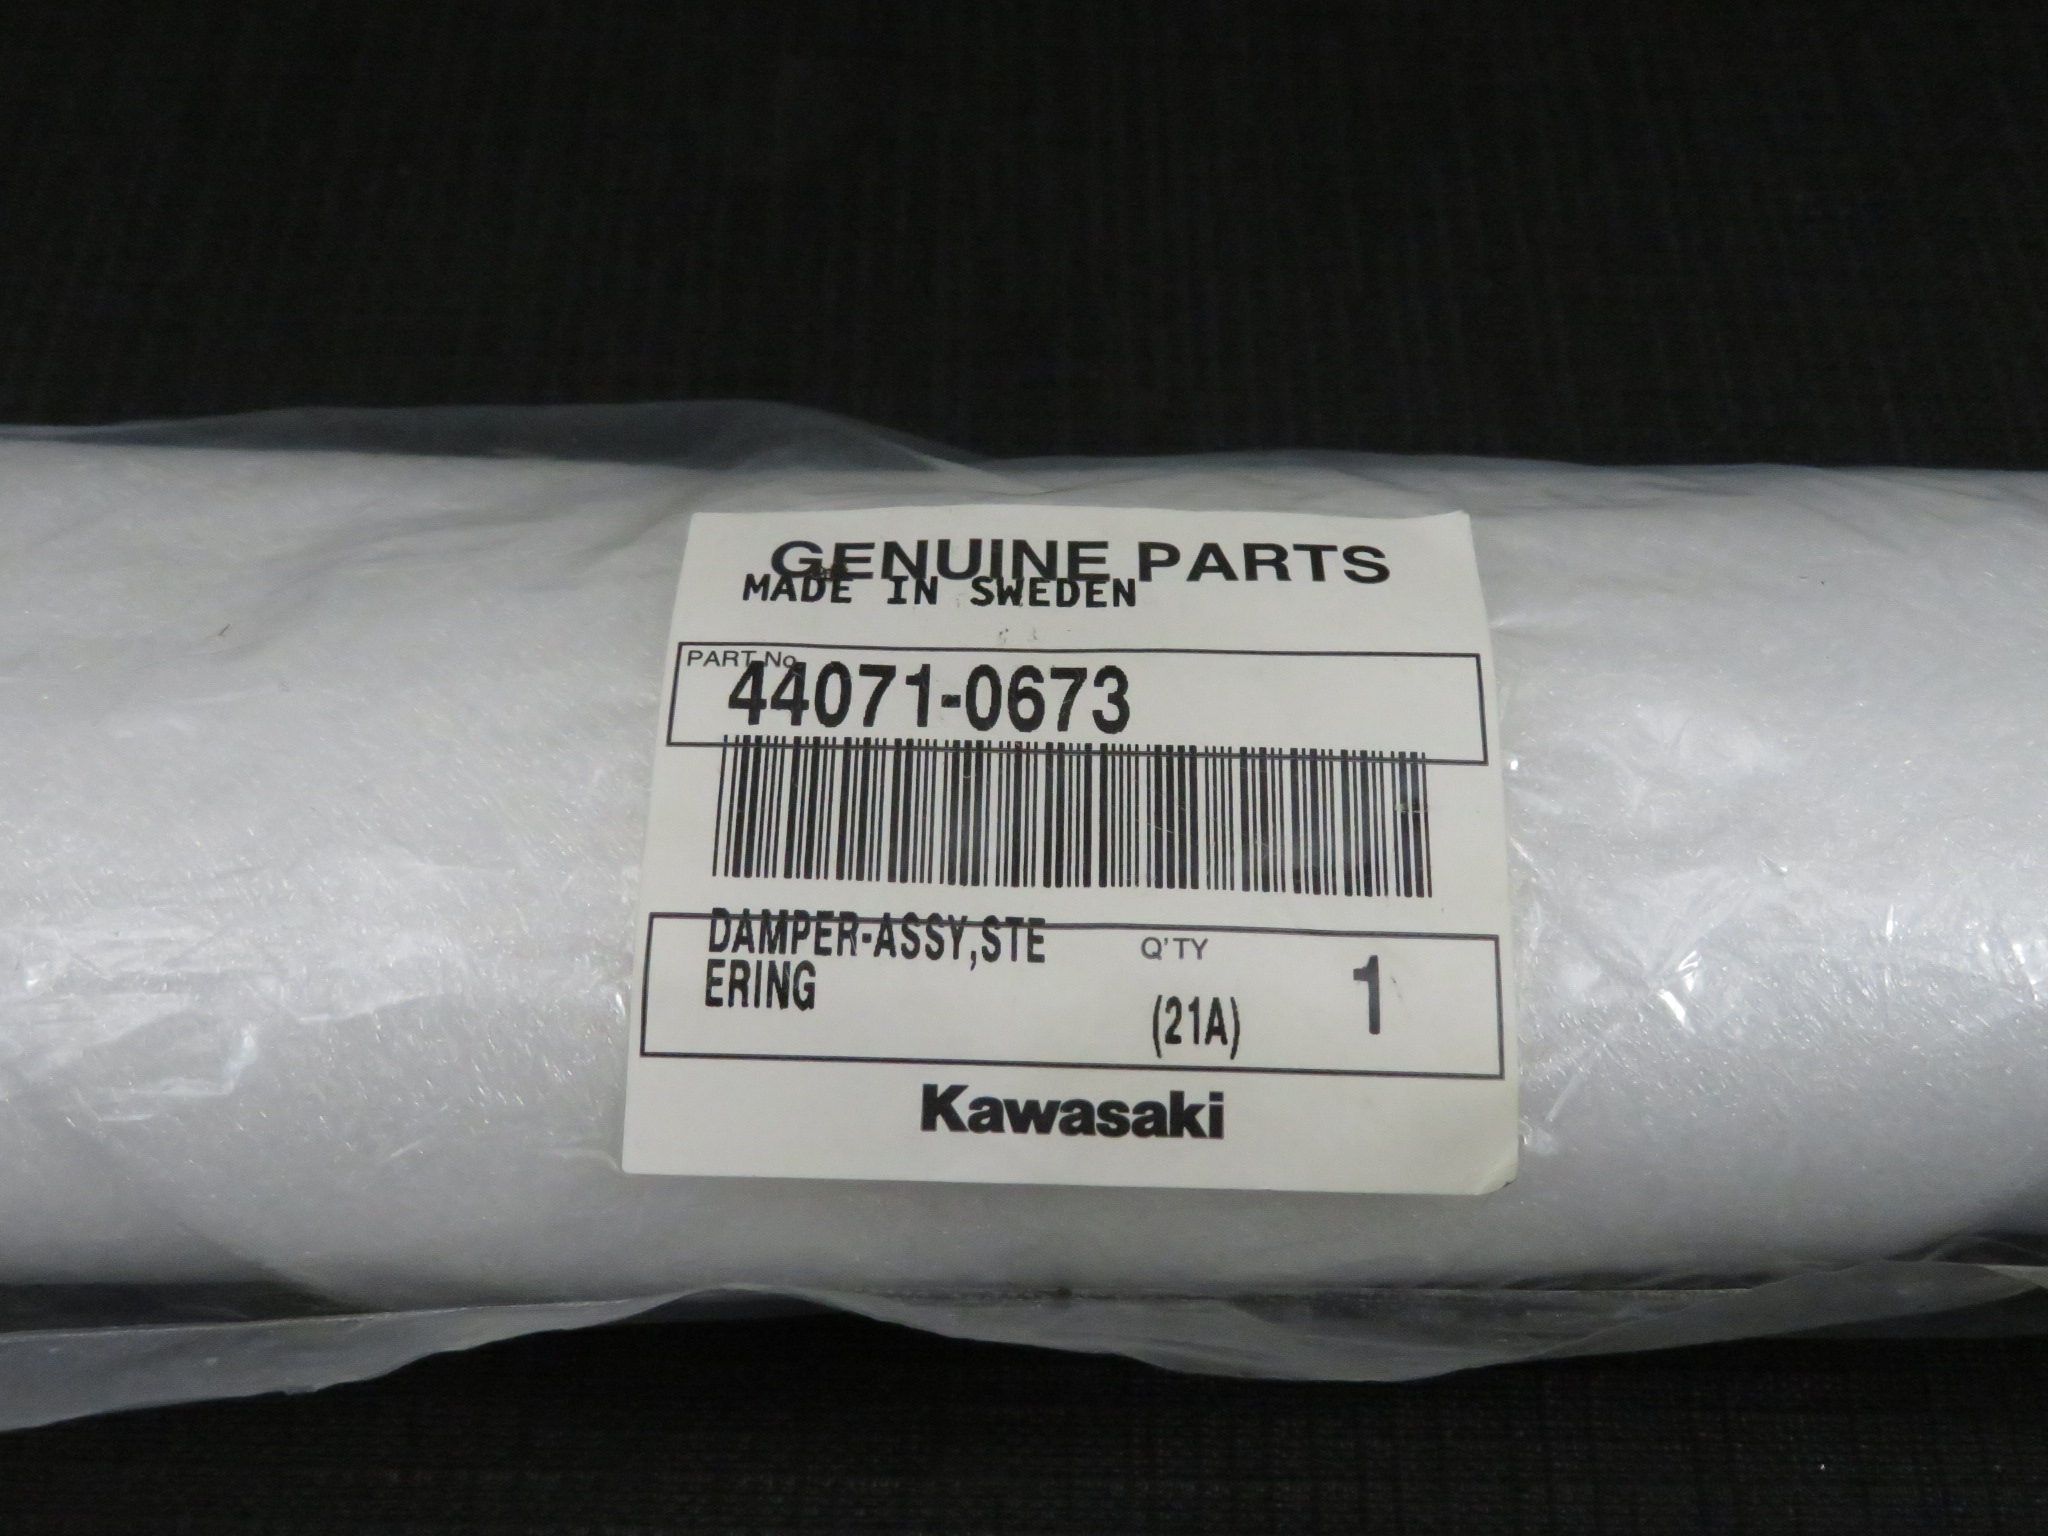 GENUINE PARTS
MADE IN SWEDEN
PART No.
44071-0673
DAMPER-ASSY,STE
ERING
Q'TY
(21A)
1
Kawasaki